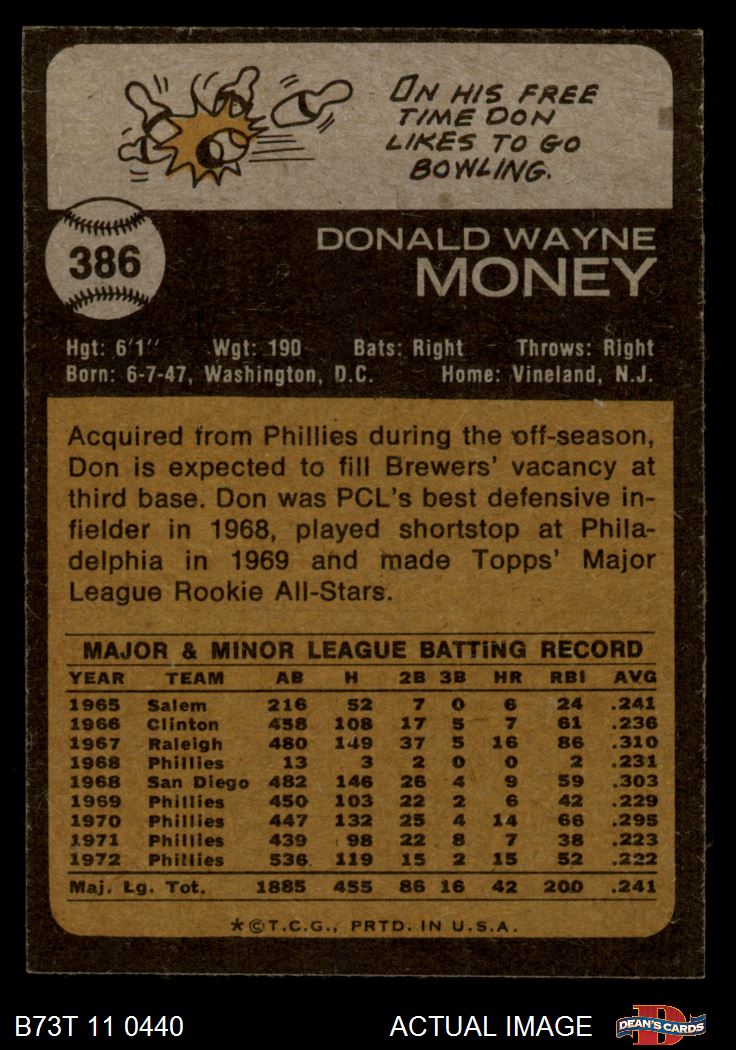 ON HIS FREE
TIME DON
LIKES TO GO
BOWLING.
386
DONALD WAYNE
MONEY
Hgt: 6'1" Wgt: 190 Bats: Right Throws: Right
Born: 6-7-47, Washington, D.C. Home: Vineland, N.J.
Acquired from Phillies during the off-season,
Don is expected to fill Brewers' vacancy at
third base. Don was PCL's best defensive in-
fielder in 1968, played shortstop at Phila-
delphia in 1969 and made Topps' Major
League Rookie All-Stars.
MAJOR & MINOR LEAGUE BATTING RECORD
YEAR TEAM AB H 2B 3B HR RBI AVG
1965 Salem 216 52 7 0 6 24 .241
1966 Clinton 458 108 17 5 7 61 .236
1967 Raleigh 480 149 37 5 16 86 .310
1968 Phillies 13 3 2 0 0 2 .231
1968 San Diego 482 146 26 4 9 59 .303
1969 Phillies 450 103 22 2 6 42 .229
1970 Phillies 447 132 25 4 14 66 .295
1971 Phillies 439 98 22 8 7 38 .223
1972 Phillies 536 119 15 2 15 52 .222
Maj. Lg. Tot. 1885 455 86 16 42 200 .241
*©T.C.G., PRTD. IN U.S.A.
B73T 11 0440 ACTUAL IMAGE D DEAN'S CARDS